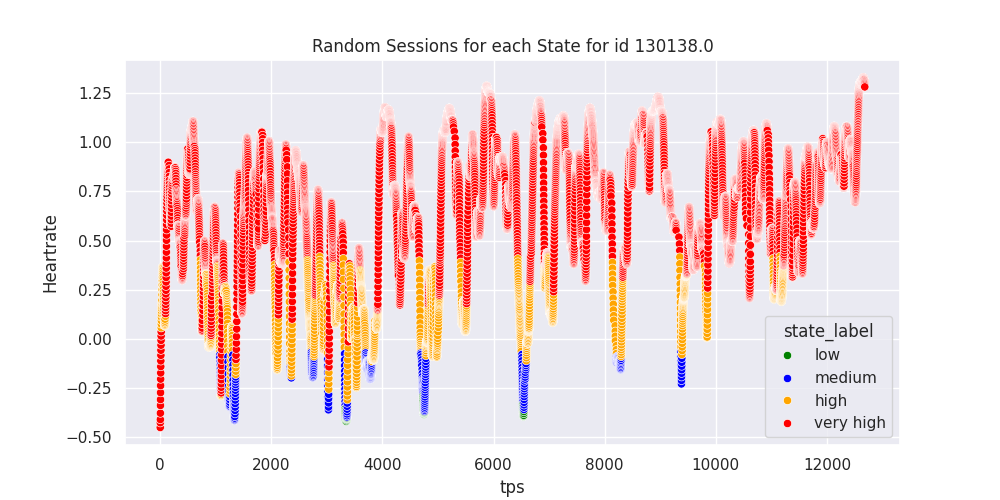 Random Sessions for each State for id 130138.0
Heartrate
1.25
1.00
0.75
0.50
0.25
0.00
−0.25
−0.50
0
2000
4000
6000
8000
10000
12000
tps
state_label
low
medium
high
very high